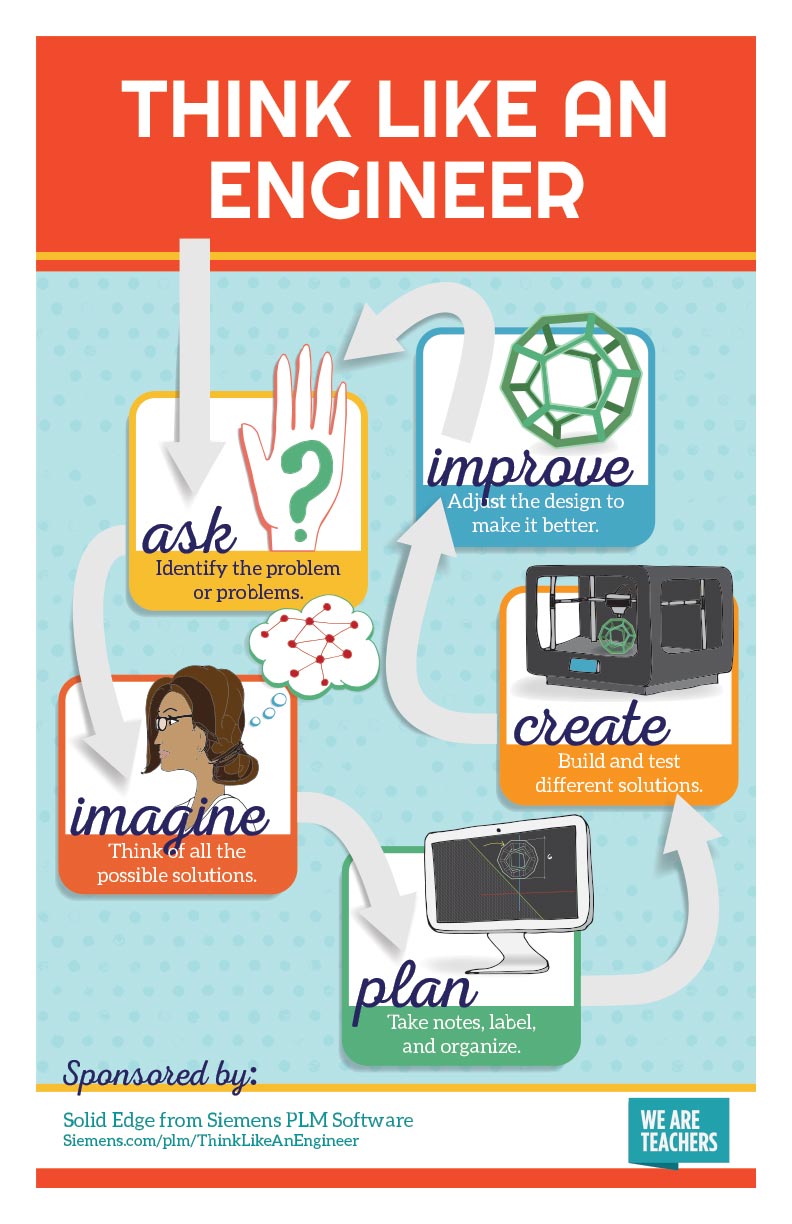 THINK LIKE AN
ENGINEER
ask
Identify the problem
or problems.
?
imagine
Think of all the
possible solutions.
plan
Take notes, label,
and organize.
create
Build and test
different solutions.
improve
Adjust the design to
make it better.
Sponsored by:
Solid Edge from Siemens PLM Software
Siemens.com/plm/ThinkLikeAnEngineer
WE ARE
TEACHERS